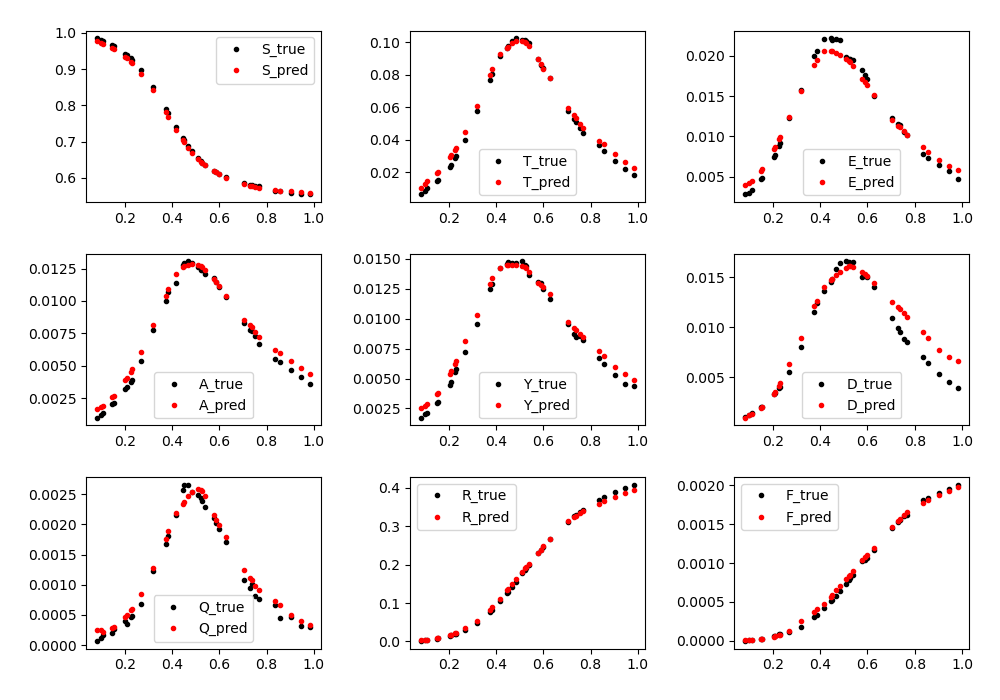 1.0
0.9
0.8
0.7
0.6
S_true
S_pred
0.2 0.4 0.6 0.8 1.0
0.10
0.08
0.06
0.04
0.02
T_true
T_pred
0.2 0.4 0.6 0.8 1.0
0.020
0.015
0.010
0.005
E_true
E_pred
0.2 0.4 0.6 0.8 1.0
0.0125
0.0100
0.0075
0.0050
0.0025
A_true
A_pred
0.2 0.4 0.6 0.8 1.0
0.0150
0.0125
0.0100
0.0075
0.0050
0.0025
Y_true
Y_pred
0.2 0.4 0.6 0.8 1.0
0.015
0.010
0.005
D_true
D_pred
0.2 0.4 0.6 0.8 1.0
0.0025
0.0020
0.0015
0.0010
0.0005
0.0000
Q_true
Q_pred
0.2 0.4 0.6 0.8 1.0
0.4
0.3
0.2
0.1
0.0
R_true
R_pred
0.2 0.4 0.6 0.8 1.0
0.0020
0.0015
0.0010
0.0005
0.0000
F_true
F_pred
0.2 0.4 0.6 0.8 1.0